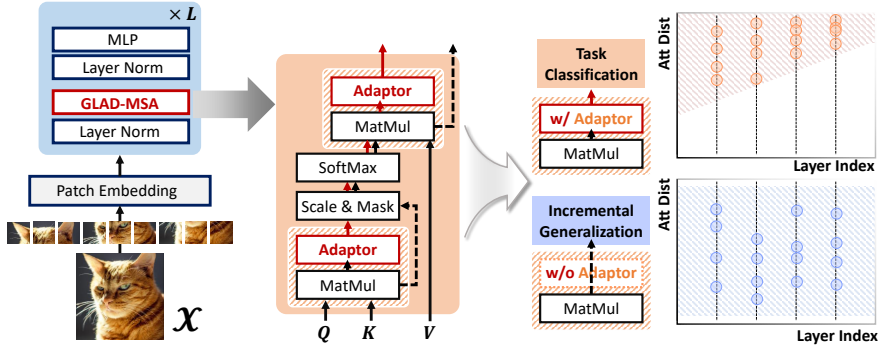 × L
MLP
Layer Norm
GLAD-MSA
Layer Norm
Patch Embedding
X
Adaptor
MatMul
SoftMax
Scale & Mask
Adaptor
MatMul
Q K V
Task
Classification
w/ Adaptor
MatMul
Incremental
Generalization
w/o Adaptor
MatMul
Att Dist
Layer Index
Att Dist
Layer Index